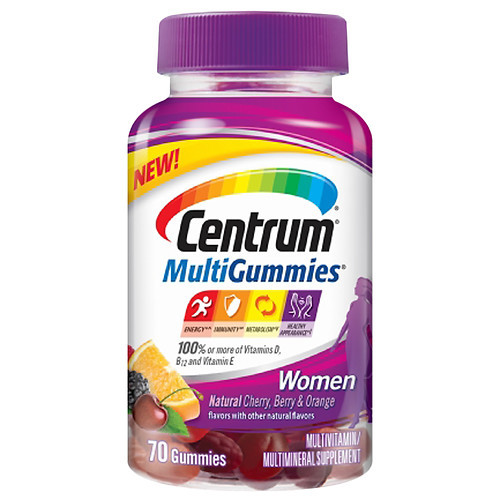 NEW!
Centrum®
MultiGummies®
ENERGY IMMUNITY METABOLISM HEALTHY
APPEARANCE
100% or more of Vitamins D,
B12 and Vitamin E
Women
Natural Cherry, Berry & Orange
flavors with other natural flavors
70 Gummies
MULTIVITAMIN/
MULTIMINERAL SUPPLEMENT